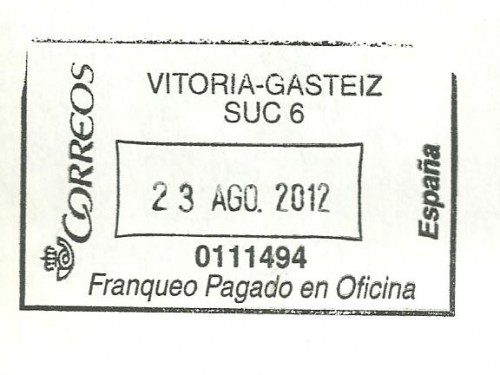 CORREOS
VITORIA-GASTEIZ
SUC 6
23 AGO. 2012
0111494
Franqueo Pagado en Oficina
España